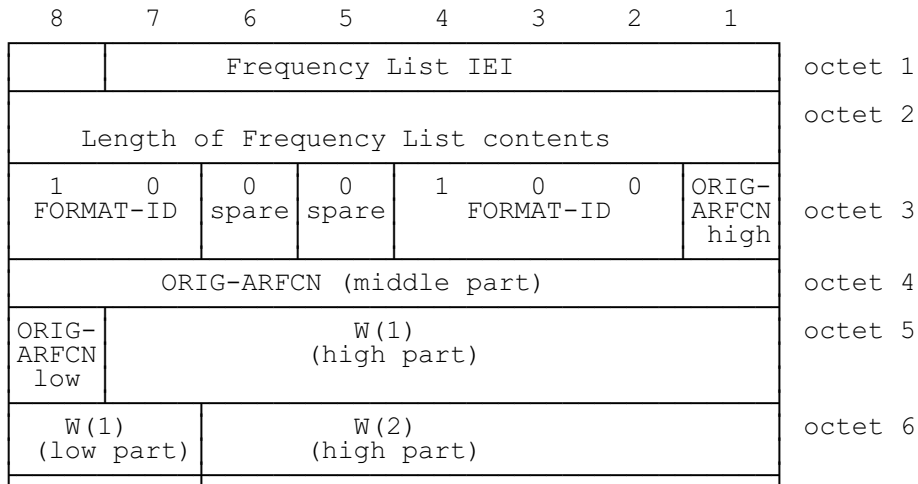 8 7 6 5 4 3 2 1
Frequency List IEI octet 1
octet 2
Length of Frequency List contents
1 0 0 0 1 0 0 ORIG-
FORMAT-ID spare spare FORMAT-ID ARFCN octet 3
high
ORIG-ARFCN (middle part) octet 4
ORIG- W(1) octet 5
ARFCN (high part)
low
W(1) W(2) octet 6
(low part) (high part)